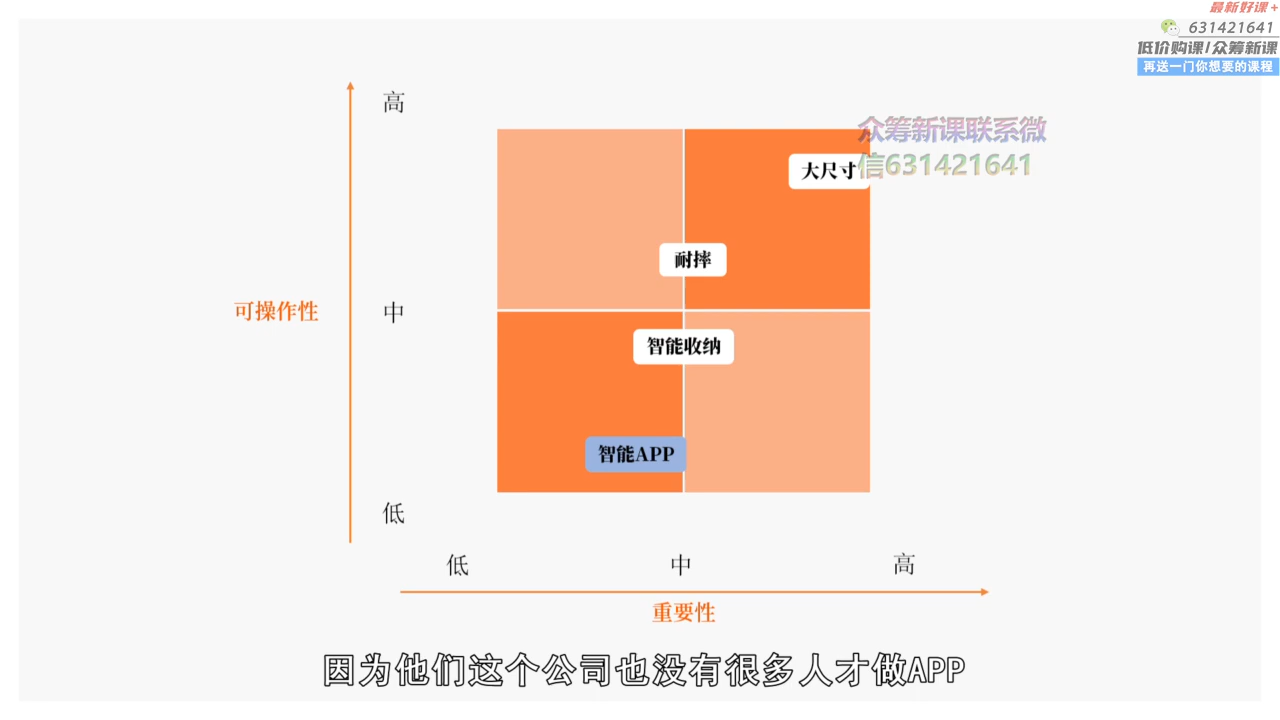 最新好课+
631421641
低价购课/众筹新课
再送一门你想要的课程
高
众筹新课联系微
信631421641
大尺寸
耐摔
可操作性
中
智能收纳
智能APP
低
低
中
高
重要性
因为他们这个公司也没有很多人才做APP